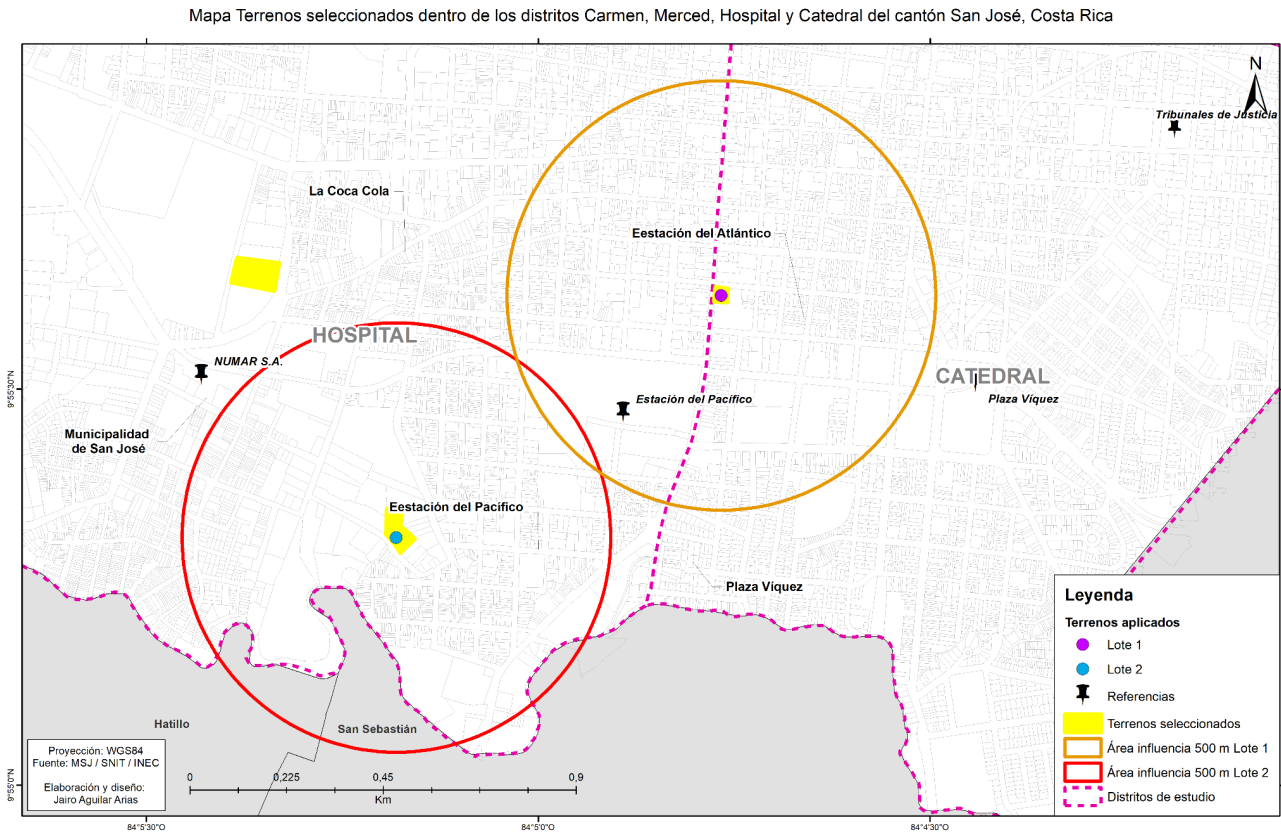 Mapa Terrenos seleccionados dentro de los distritos Carmen, Merced, Hospital y Catedral del cantón San José, Costa Rica
N
Tribunales de Justicia
La Coca Cola
Eestación del Atlántico
HOSPITAL
NUMAR S.A.
CATEDRAL
Estación del Pacífico
Plaza Víquez
9°55'30"N
Municipalidad
de San José
Eestación del Pacífico
Plaza Víquez
Leyenda
Terrenos aplicados
Lote 1
Lote 2
Referencias
Terrenos seleccionados
Área influencia 500 m Lote 1
Área influencia 500 m Lote 2
Distritos de estudio
Hatillo
San Sebastián
Proyección: WGS84
Fuente: MSJ / SNIT / INEC
Elaboración y diseño:
Jairo Aguilar Arias
0 0,225 0,45 0,9
Km
9°55'0"N
84°5'30"O 84°5'0"O 84°4'30"O